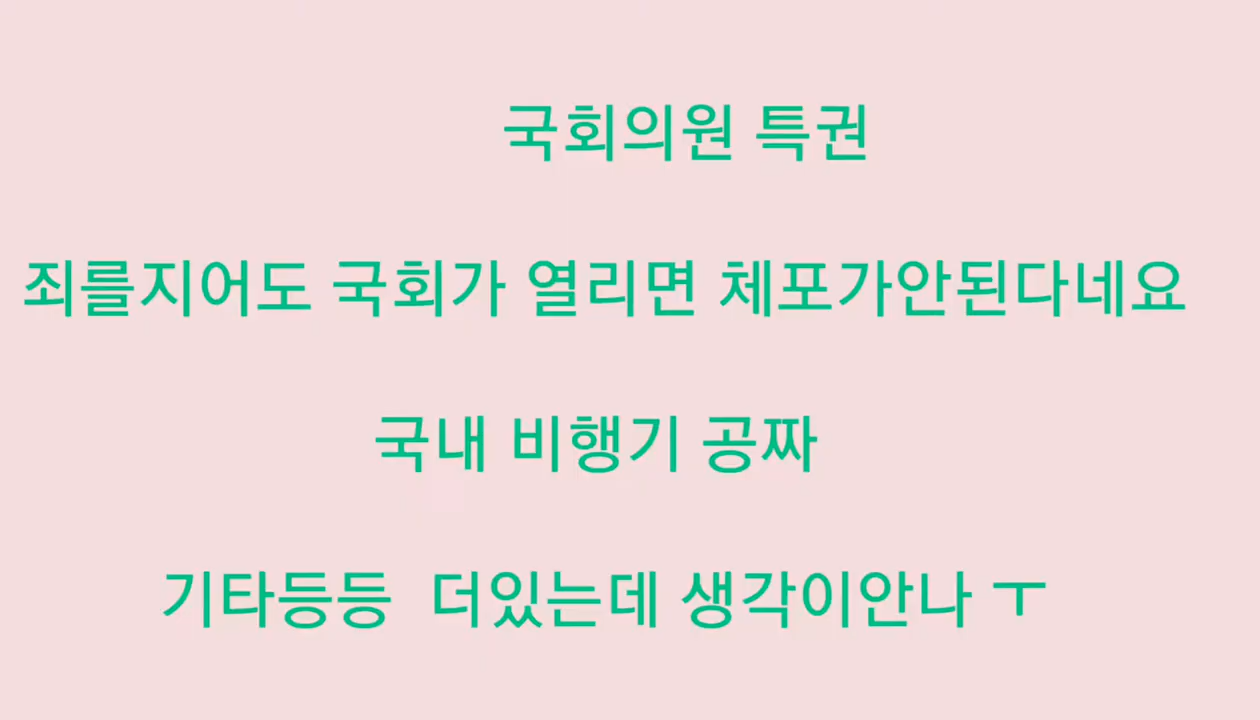 국회의원 특권
죄를지어도 국회가 열리면 체포가안된다네요
국내 비행기 공짜
기타등등  더있는데 생각이안나 ㅜ